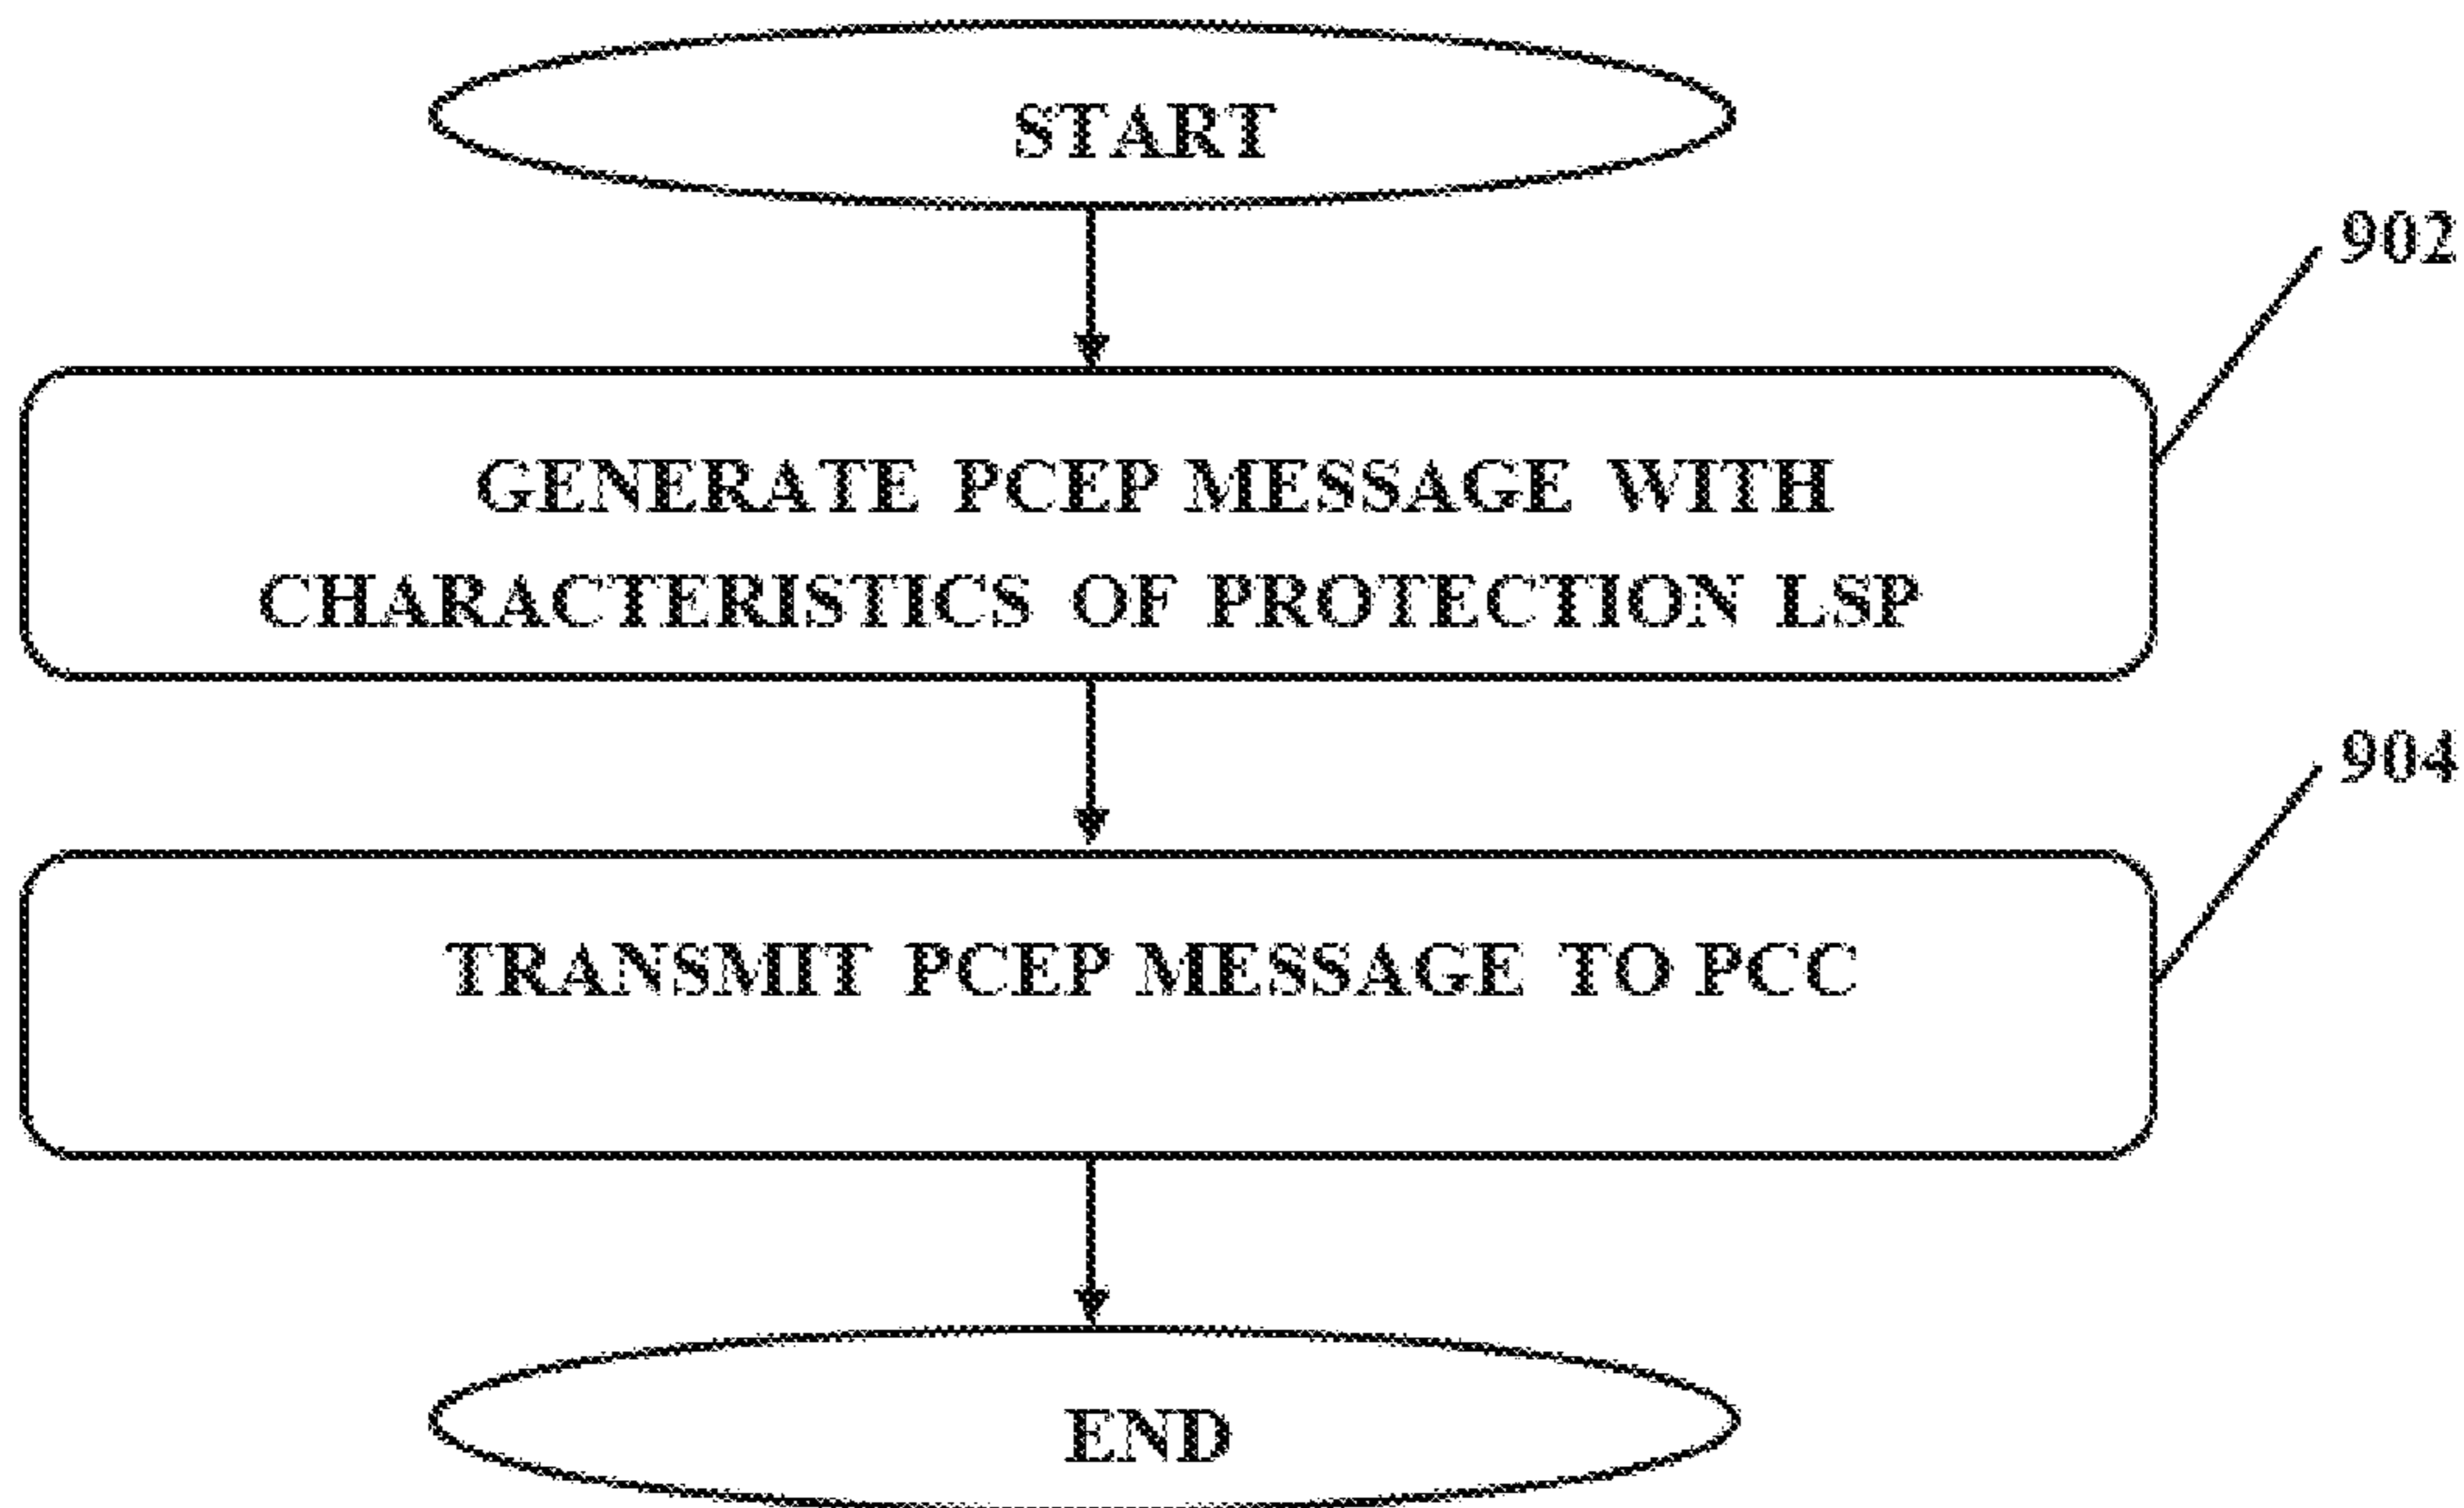 START
902
GENERATE PCEP MESSAGE WITH
CHARACTERISTICS OF PROTECTION LSP
904
TRANSMIT PCEP MESSAGE TO PCC
END